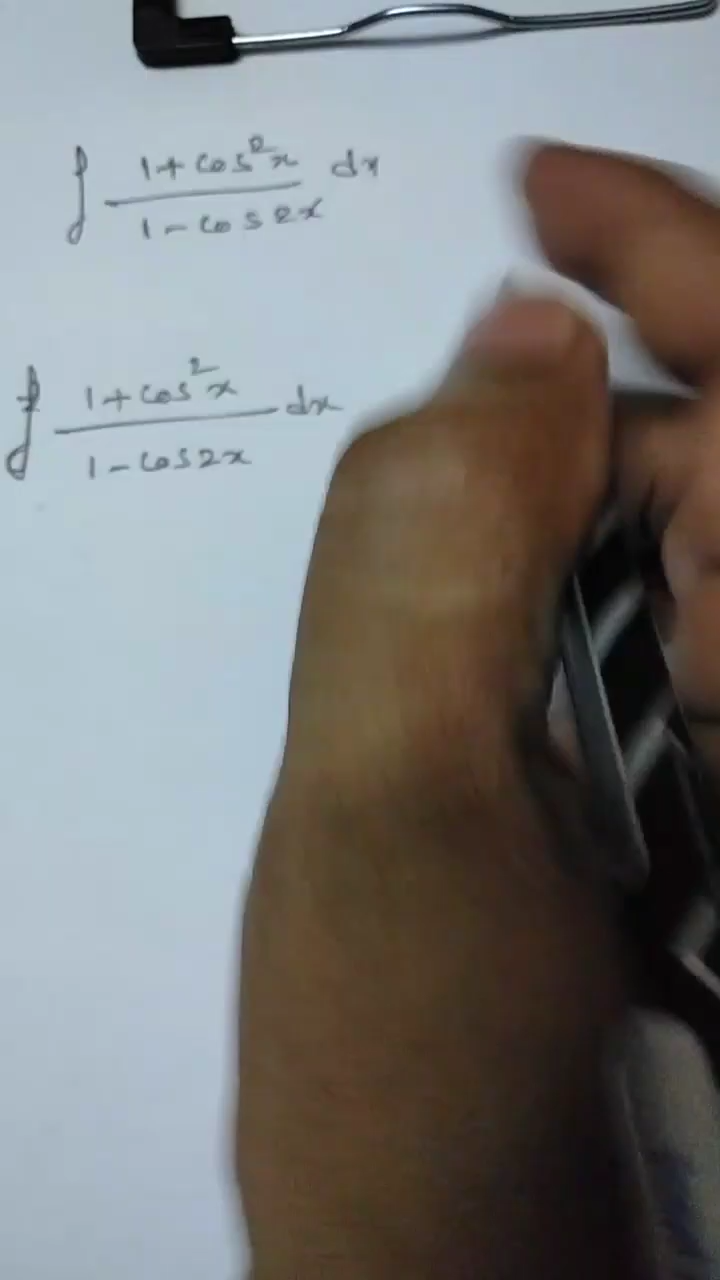 ∫ 1+cos²x / 1-cos2x dx
∫ 1+cos²x / 1-cos2x dx